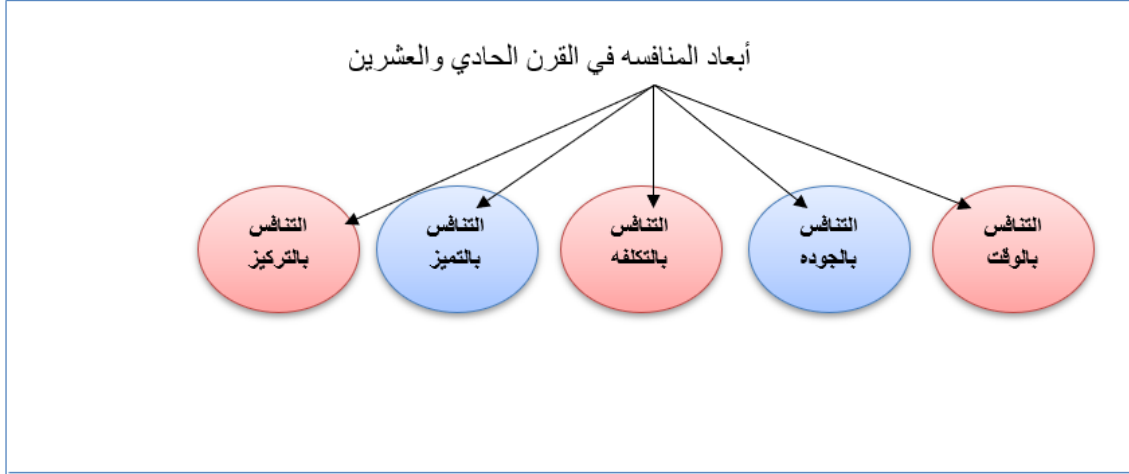 أبعاد المنافسه في القرن الحادي والعشرين
التنافس
بالوقت
التنافس
بالجوده
التنافس
بالتكلفه
التنافس
بالتميز
التنافس
بالتركيز